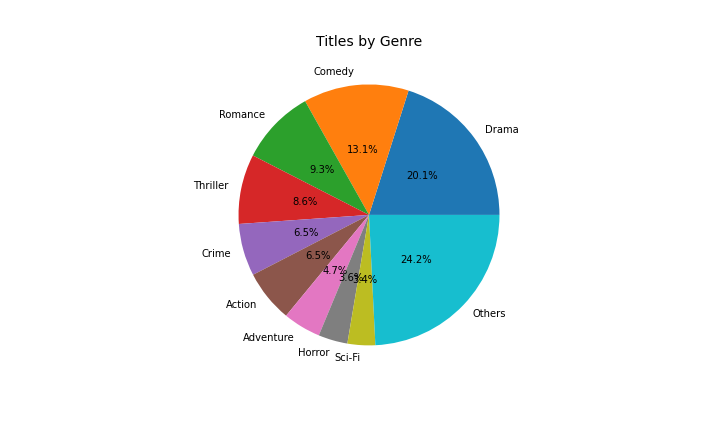 Titles by Genre
Comedy
Drama
Romance
Thriller
Crime
Action
Adventure
Horror
Sci-Fi
Others
13.1%
20.1%
9.3%
8.6%
6.5%
6.5%
4.7%
3.6%
3.4%
24.2%